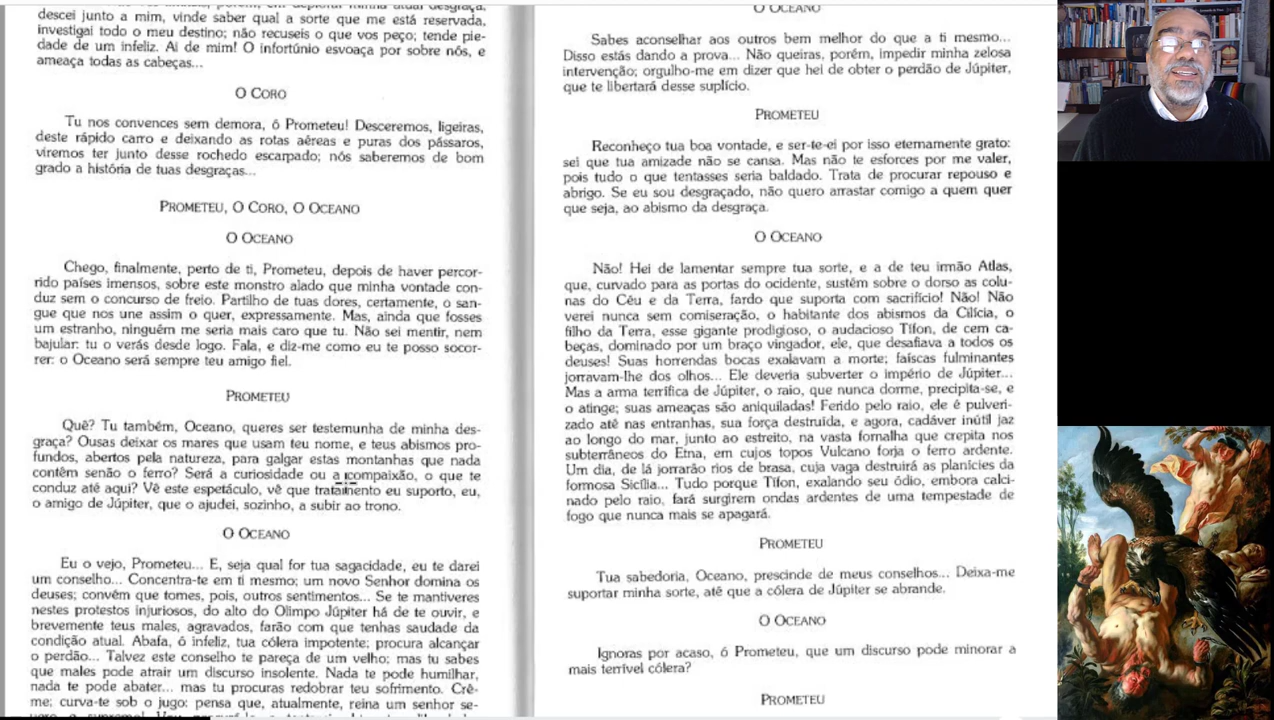 descei junto a mim, vinde saber qual a sorte que me está reservada,
investigai todo o meu destino; não recuseis o que vos peço; tende pie-
dade de um infeliz. Ai de mim! O infortúnio esvoaça por sobre nós, e
ameaça todas as cabeças...
O CORO
Tu nos convences sem demora, ó Prometeu! Desceremos, ligeiras,
deste rápido carro e deixando as rotas aéreas e puras dos pássaros,
viremos ter junto desse rochedo escarpado; nós saberemos de bom
grado a história de tuas desgraças...
PROMETEU, O CORO, O OCEANO
O OCEANO
Chego, finalmente, perto de ti, Prometeu, depois de haver percor-
rido países imensos, sobre este monstro alado que minha vontade con-
duz sem o concurso de freio. Partilho de tuas dores, certamente, o san-
gue que nos une assim o quer, expressamente. Mas, ainda que fosses
um estranho, ninguém me seria mais caro que tu. Não sei mentir, nem
bajular: tu o verás desde logo. Fala, e diz-me como eu te posso socor-
rer: o Oceano será sempre teu amigo fiel.
PROMETEU
Quê? Tu também, Oceano, queres ser testemunha de minha des-
graça? Ousas deixar os mares que usam teu nome, e teus abismos pro-
fundos, abertos pela natureza, para galgar estas montanhas que nada
contêm senão o ferro? Será a curiosidade ou a compaixão, o que te
conduz até aqui? Vê este espetáculo, vê que tratamento eu suporto, eu,
o amigo de Júpiter, que o ajudei, sozinho, a subir ao trono.
O OCEANO
Eu o vejo, Prometeu... E, seja qual for tua sagacidade, eu te darei
um conselho... Concentra-te em ti mesmo; um novo Senhor domina os
deuses; convém que tomes, pois, outros sentimentos... Se te mantiveres
nestes protestos injuriosos, do alto do Olimpo Júpiter há de te ouvir, e
brevemente teus males, agravados, farão com que tenhas saudade da
condição atual. Abafa, ó infeliz, tua cólera impotente; procura alcançar
o perdão... Talvez este conselho te pareça de um velho; mas tu sabes
que males pode atrair um discurso insolente. Nada te pode humilhar,
nada te pode abater... mas tu procuras redobrar teu sofrimento. Crê-
me; curva-te sob o jugo: pensa que, atualmente, reina um senhor se-
O OCEANO
Sabes aconselhar aos outros bem melhor do que a ti mesmo...
Disso estás dando a prova... Não queiras, porém, impedir minha zelosa
intervenção; orgulho-me em dizer que hei de obter o perdão de Júpiter,
que te libertará desse suplício.
PROMETEU
Reconheço tua boa vontade, e ser-te-ei por isso eternamente grato:
sei que tua amizade não se cansa. Mas não te esforces por me valer,
pois tudo o que tentasses seria baldado. Trata de procurar repouso e
abrigo. Se eu sou desgraçado, não quero arrastar comigo a quem quer
que seja, ao abismo da desgraça.
O OCEANO
Não! Hei de lamentar sempre tua sorte, e a de teu irmão Atlas,
que, curvado para as portas do ocidente, sustêm sobre o dorso as colu-
nas do Céu e da Terra, fardo que suporta com sacrifício! Não! Não
verei nunca sem comiseração, o habitante dos abismos da Cilícia, o
filho da Terra, esse gigante prodigioso, o audacioso Tífon, de cem ca-
beças, dominado por um braço vingador, ele, que desafiava a todos os
deuses! Suas horrendas bocas exalavam a morte; faíscas fulminantes
jorravam-lhe dos olhos... Ele deveria subverter o império de Júpiter...
Mas a arma terrífica de Júpiter, o raio, que nunca dorme, precipita-se, e
o atinge; suas ameaças são aniquiladas! Ferido pelo raio, ele é pulveri-
zado até nas entranhas, sua força destruída, e agora, cadáver inútil jaz
ao longo do mar, junto ao estreito, na vasta fornalha que crepita nos
subterrâneos do Etna, em cujos topos Vulcano forja o ferro ardente.
Um dia, de lá jorrarão rios de brasa, cuja vaga destruirá as planícies da
formosa Sicília... Tudo porque Tífon, exalando seu ódio, embora calci-
nado pelo raio, fará surgirem ondas ardentes de uma tempestade de
fogo que nunca mais se apagará.
PROMETEU
Tua sabedoria, Oceano, prescinde de meus conselhos... Deixa-me
suportar minha sorte, até que a cólera de Júpiter se abrande.
O OCEANO
Ignoras por acaso, ó Prometeu, que um discurso pode minorar a
mais terrível cólera?
PROMETEU